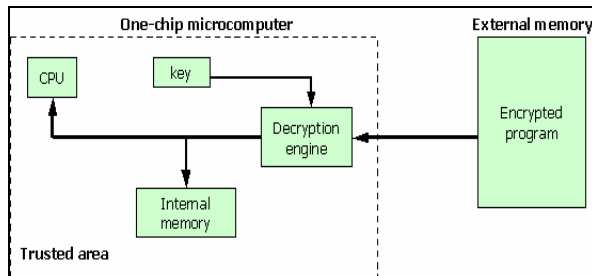 One-chip microcomputer
External memory
CPU
key
Decryption
engine
Encrypted
program
Internal
memory
Trusted area